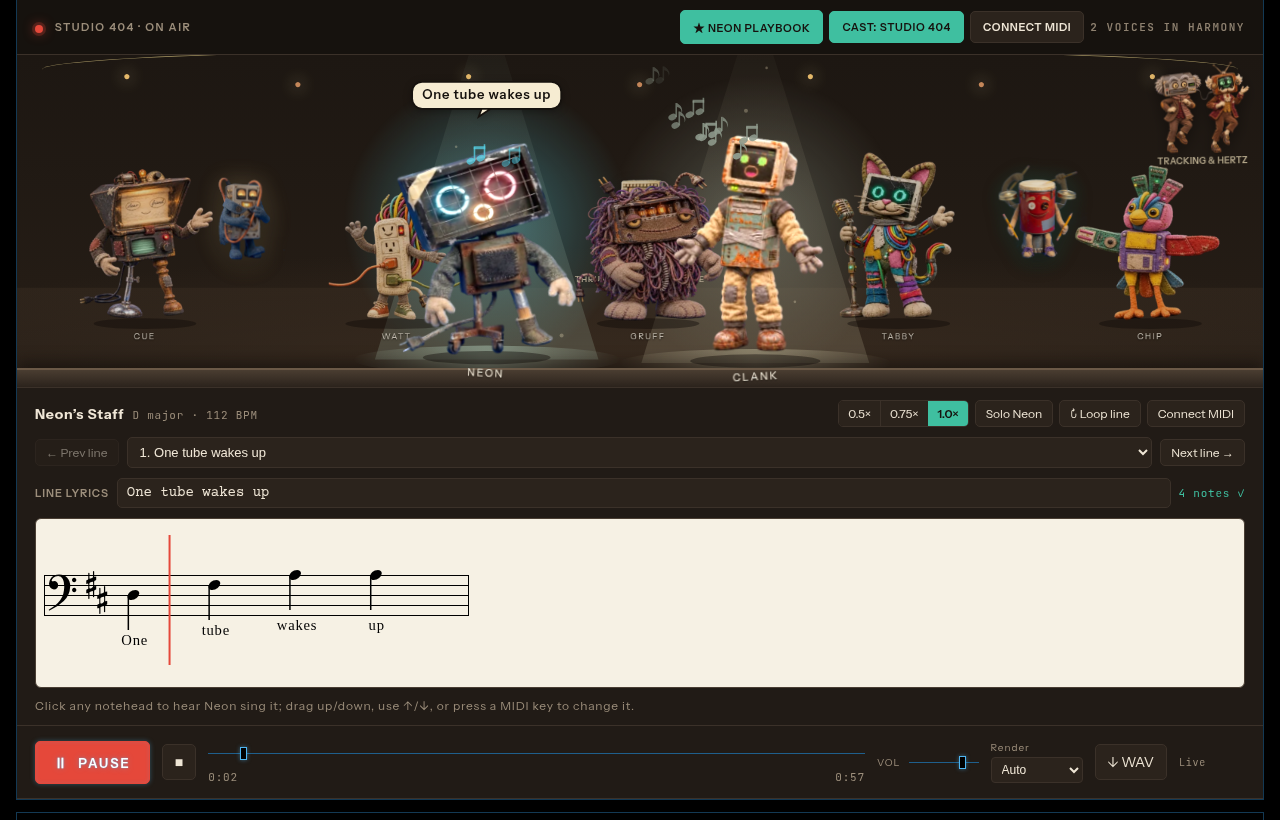 STUDIO 404 · ON AIR
★ NEON PLAYBOOK
CAST: STUDIO 404
CONNECT MIDI
2 VOICES IN HARMONY
One tube wakes up
TRACKING & HERTZ
CUE
WATT
GRUFF
TABBY
CHIP
NEON
CLANK
Neon's Staff D major · 112 BPM
0.5× 0.75× 1.0× Solo Neon Loop line Connect MIDI
← Prev line
1. One tube wakes up
Next line →
LINE LYRICS One tube wakes up 4 notes ✓
One tube wakes up
Click any notehead to hear Neon sing it; drag up/down, use ↑/↓, or press a MIDI key to change it.
PAUSE
0:02 0:57
VOL
Render
Auto
↓ WAV
Live